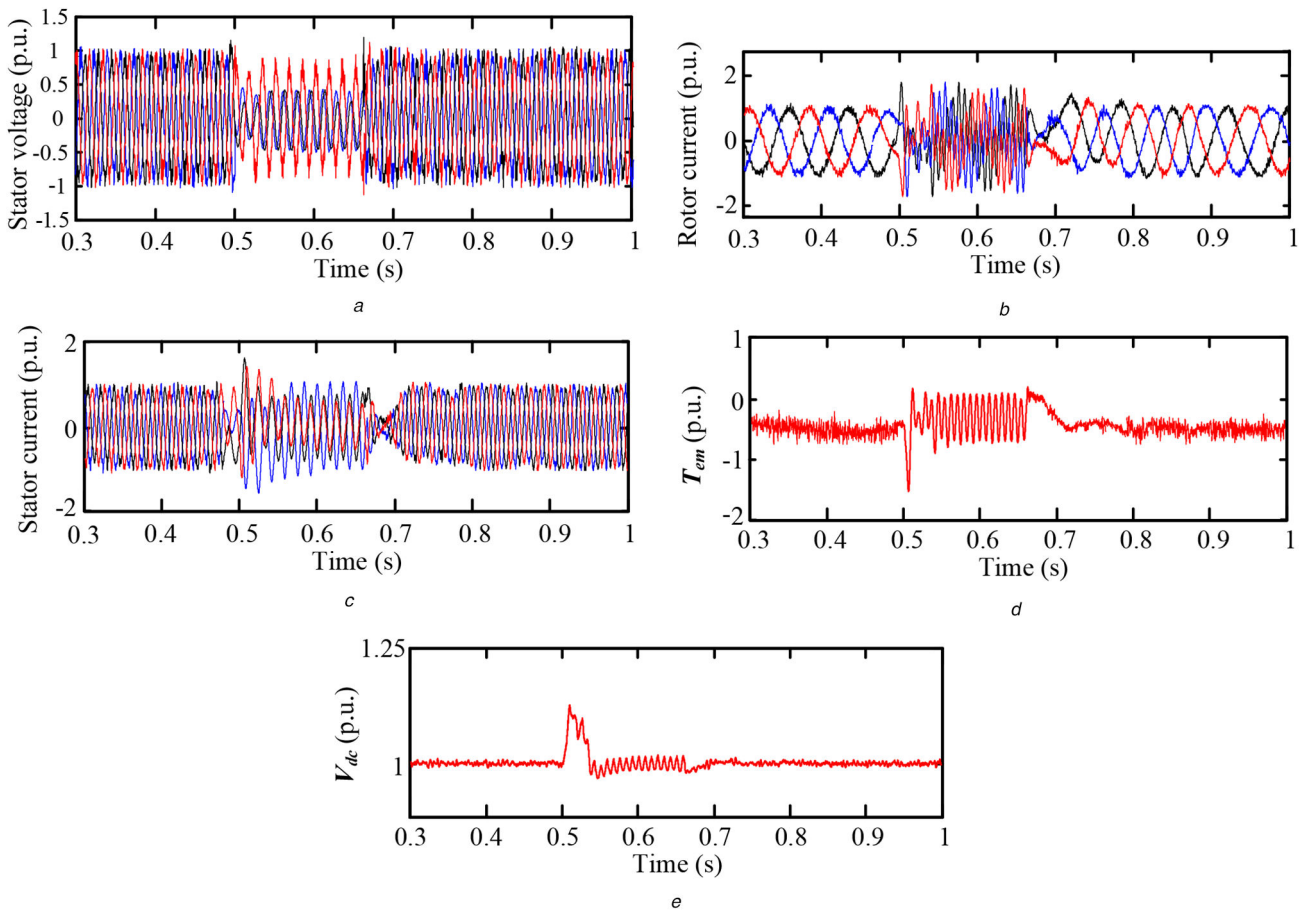 Stator voltage (p.u.)
1.5
1
0.5
0
-0.5
-1
-1.5
0.3 0.4 0.5 0.6 0.7 0.8 0.9 1
Time (s)
a
Rotor current (p.u.)
2
0
-2
0.3 0.4 0.5 0.6 0.7 0.8 0.9 1
Time (s)
b
Stator current (p.u.)
2
0
-2
0.3 0.4 0.5 0.6 0.7 0.8 0.9 1
Time (s)
c
Tem (p.u.)
1
0
-1
-2
0.3 0.4 0.5 0.6 0.7 0.8 0.9 1
Time (s)
d
Vdc (p.u.)
1.25
1
0.3 0.4 0.5 0.6 0.7 0.8 0.9 1
Time (s)
e